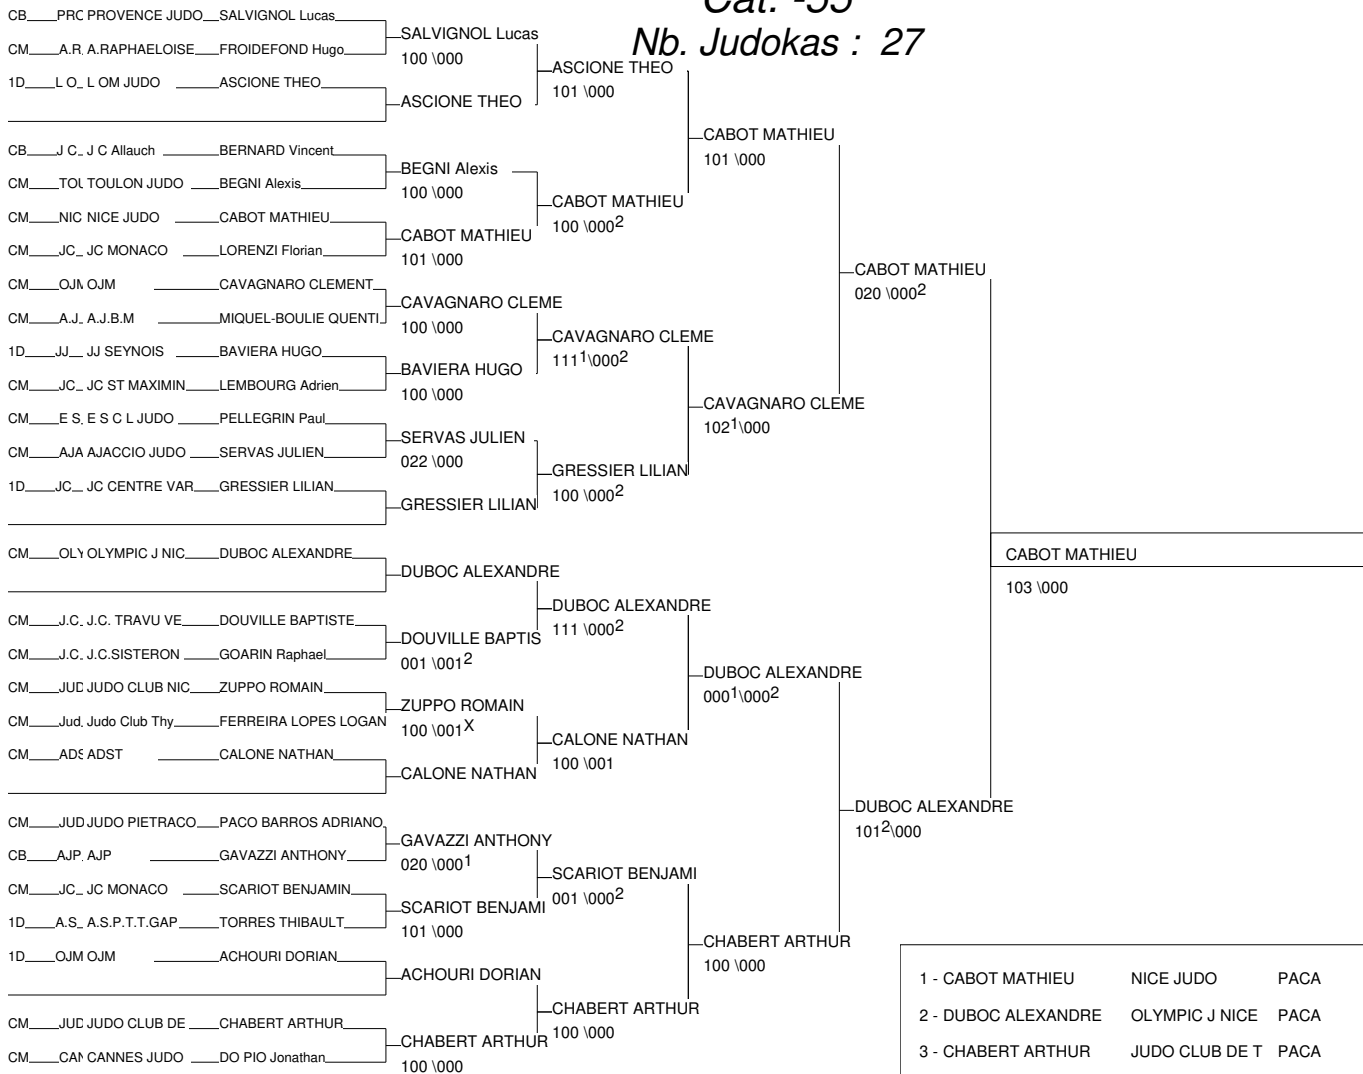 Cat. -55
Nb. Judokas : 27
CB PRC PROVENCE JUDO SALVIGNOL Lucas
CM A.R. A.RAPHAELOISE FROIDEFOND Hugo
1D L O L OM JUDO ASCIONE THEO
CB J C J C Allauch BERNARD Vincent
CM TOU TOULON JUDO BEGNI Alexis
CM NIC NICE JUDO CABOT MATHIEU
CM JC JC MONACO LORENZI Florian
CM OJM OJM CAVAGNARO CLEMENT
CM A.J. A.J.B.M MIQUEL-BOULIE QUENTI
1D JJ JJ SEYNOIS BAVIERA HUGO
CM JC JC ST MAXIMIN LEMBOURG Adrien
CM E S E S C L JUDO PELLEGRIN Paul
CM AJA AJACCIO JUDO SERVAS JULIEN
1D JC JC CENTRE VAR GRESSIER LILIAN
CM OLY OLYMPIC J NIC DUBOC ALEXANDRE
CM J.C. J.C. TRAVU VE DOUVILLE BAPTISTE
CM J.C. J.C.SISTERON GOARIN Raphael
CM JUD JUDO CLUB NIC ZUPPO ROMAIN
CM Jud Judo Club Thy FERREIRA LOPES LOGAN
CM ADS ADST CALONE NATHAN
CM JUD JUDO PIETRACO PACO BARROS ADRIANO
CB AJP AJP GAVAZZI ANTHONY
CM JC JC MONACO SCARIOT BENJAMIN
1D A.S A.S.P.T.T.GAP TORRES THIBAULT
1D OJM OJM ACHOURI DORIAN
CM JUD JUDO CLUB DE CHABERT ARTHUR
CM CAN CANNES JUDO DO PIO Jonathan
SALVIGNOL Lucas
100 \000
ASCIONE THEO
BEGNI Alexis
100 \000
CABOT MATHIEU
101 \000
CAVAGNARO CLEME
100 \000
BAVIERA HUGO
100 \000
SERVAS JULIEN
022 \000
GRESSIER LILIAN
DUBOC ALEXANDRE
DOUVILLE BAPTIS
001 \001²
ZUPPO ROMAIN
100 \001X
CALONE NATHAN
GAVAZZI ANTHONY
020 \000¹
SCARIOT BENJAMI
101 \000
ACHOURI DORIAN
CHABERT ARTHUR
100 \000
ASCIONE THEO
101 \000
CABOT MATHIEU
100 \000²
CAVAGNARO CLEME
111¹\000²
GRESSIER LILIAN
100 \000²
DUBOC ALEXANDRE
111 \000²
CALONE NATHAN
100 \001
SCARIOT BENJAMI
001 \000²
CHABERT ARTHUR
100 \000
CABOT MATHIEU
101 \000
CAVAGNARO CLEME
102¹\000
DUBOC ALEXANDRE
000¹\000²
CHABERT ARTHUR
100 \000
CABOT MATHIEU
020 \000²
DUBOC ALEXANDRE
101²\000
CABOT MATHIEU
103 \000
1 - CABOT MATHIEU NICE JUDO PACA
2 - DUBOC ALEXANDRE OLYMPIC J NICE PACA
3 - CHABERT ARTHUR JUDO CLUB DE T PACA